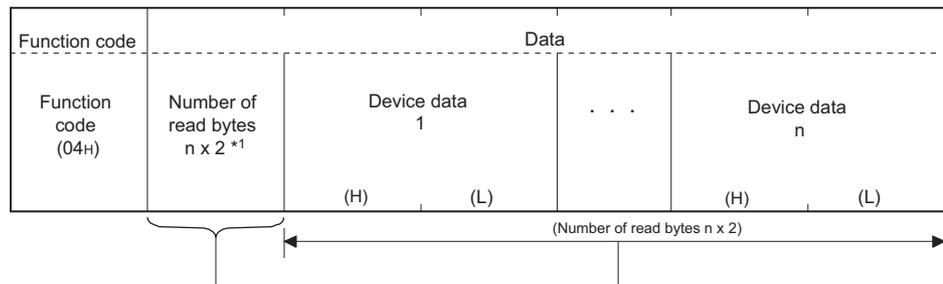 Function code
Data
Function
code
(04H)
Number of
read bytes
n x 2 *1
Device data
1
. . .
Device data
n
(H)
(L)
(H)
(L)
(Number of read bytes n x 2)